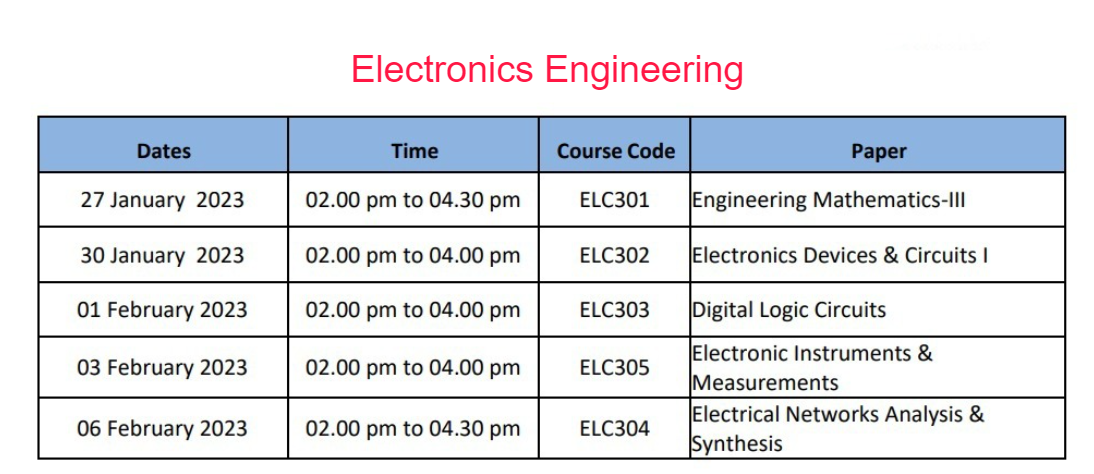 Electronics Engineering
Dates Time Course Code Paper
27 January 2023 02.00 pm to 04.30 pm ELC301 Engineering Mathematics-III
30 January 2023 02.00 pm to 04.00 pm ELC302 Electronics Devices & Circuits I
01 February 2023 02.00 pm to 04.00 pm ELC303 Digital Logic Circuits
03 February 2023 02.00 pm to 04.00 pm ELC305 Electronic Instruments &
Measurements
06 February 2023 02.00 pm to 04.30 pm ELC304 Electrical Networks Analysis &
Synthesis